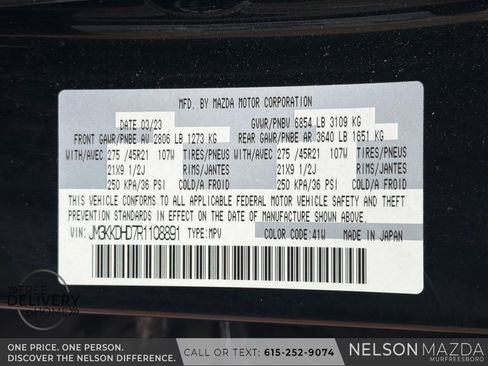 MFD. BY MAZDA MOTOR CORPORATION
DATE 03/23 GVWR/PNBV 6854 LB 3109 KG
FRONT GAWR/PNBE AV 2806 LB 1273 KG REAR GAWR/PNBE AR 3640 LB 1651 KG
WITH/AVEC 275 /45R21 107W TIRES/PNEUS WITH/AVEC 275 /45R21 107W TIRES/PNEUS
21X9 1/2J RIMS/JANTES 21X9 1/2J RIMS/JANTES
250 KPA/36 PSI COLD/A FROID 250 KPA/36 PSI COLD/A FROID
THIS VEHICLE CONFORMS TO ALL APPLICABLE FEDERAL MOTOR VEHICLE SAFETY AND
THEFT PREVENTION STANDARDS IN EFFECT ON THE DATE OF MANUFACTURE SHOWN ABOVE.
VIN: JM3KKDHD7R1108891 TYPE:MPV
COLOR CODE:41W MADE IN JAPAN
FREE
DELIVERY
HOME
ONE PRICE. ONE PERSON.
DISCOVER THE NELSON DIFFERENCE.
CALL OR TEXT: 615-252-9074
NELSON MAZDA
MURFREESBORO